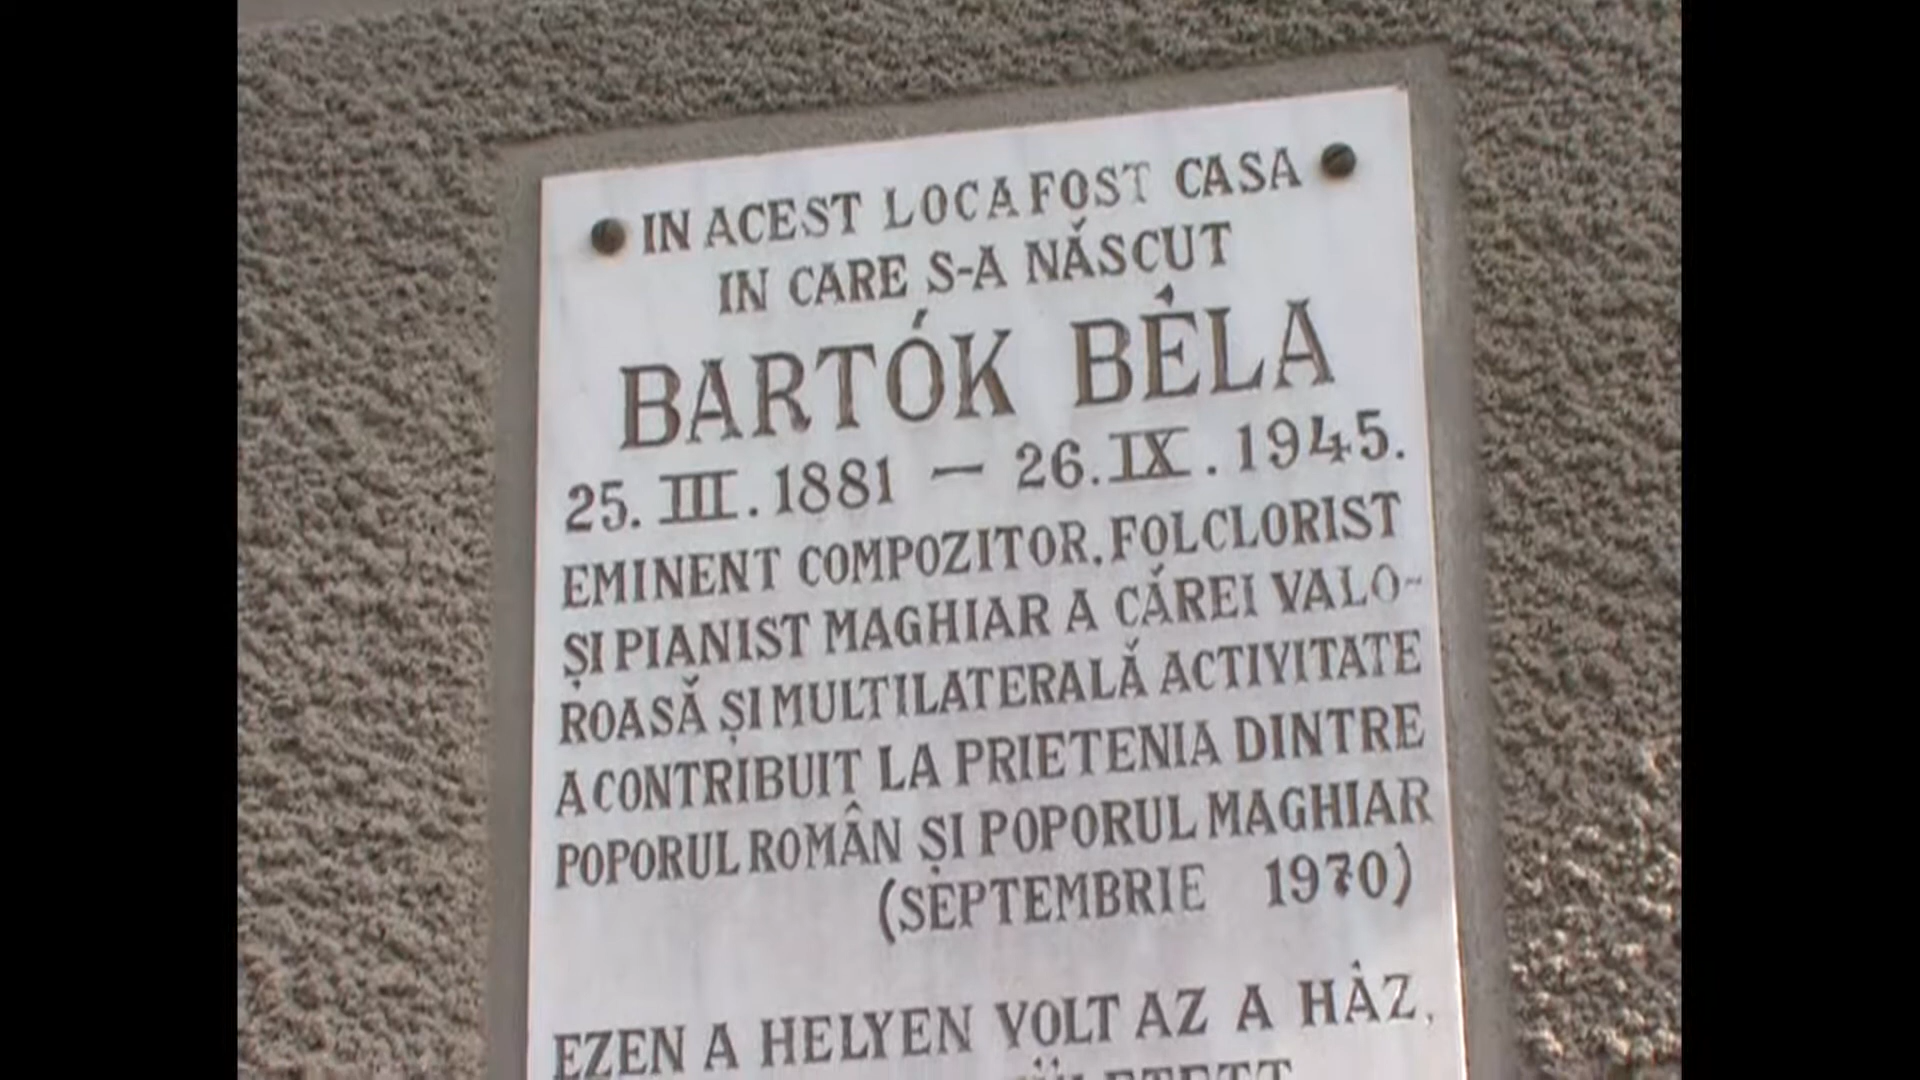 IN ACEST LOC A FOST CASA
IN CARE S-A NĂSCUT
BARTÓK BÉLA
25. III. 1881 — 26. IX. 1945.
EMINENT COMPOZITOR, FOLCLORIST
ȘI PIANIST MAGHIAR A CĂREI VALO-
ROASĂ ȘI MULTILATERALĂ ACTIVITATE
A CONTRIBUIT LA PRIETENIA DINTRE
POPORUL ROMÂN ȘI POPORUL MAGHIAR
(SEPTEMBRIE 1970)
EZEN A HELYEN VOLT AZ A HÁZ,